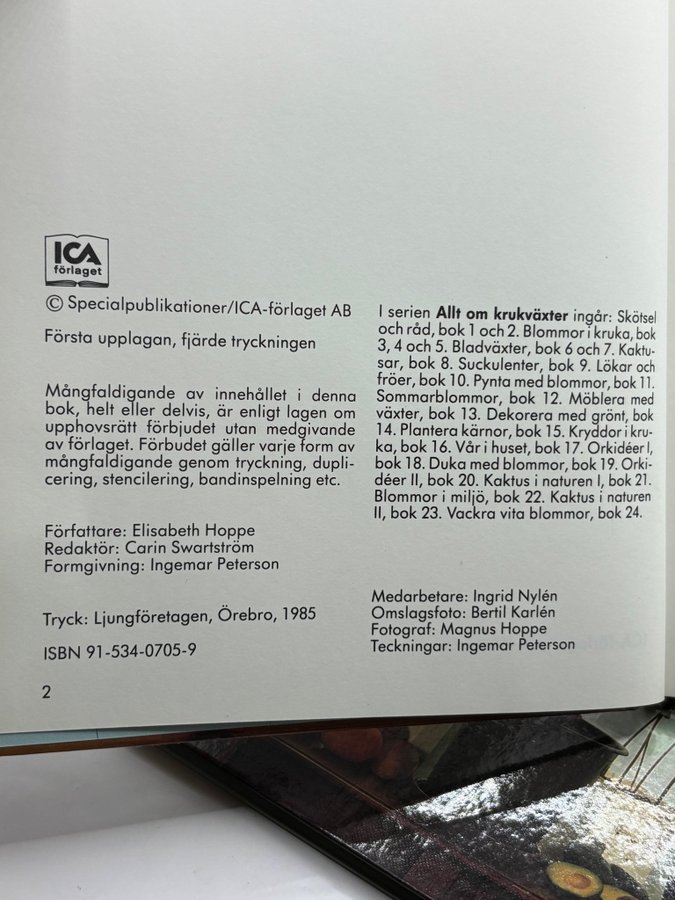 ICA
förlaget
© Specialpublikationer/ICA-förlaget AB
Första upplagan, fjärde tryckningen
Mångfaldigande av innehållet i denna
bok, helt eller delvis, är enligt lagen om
upphovsrätt förbjudet utan medgivande
av förlaget. Förbudet gäller varje form av
mångfaldigande genom tryckning, dupli-
cering, stencilering, bandinspelning etc.
Författare: Elisabeth Hoppe
Redaktör: Carin Swartström
Formgivning: Ingemar Peterson
Tryck: Ljungföretagen, Örebro, 1985
ISBN 91-534-0705-9
2
I serien Allt om krukväxter ingår: Skötsel
och råd, bok 1 och 2. Blommor i kruka, bok
3, 4 och 5. Bladväxter, bok 6 och 7. Kaktu-
sar, bok 8. Suckulenter, bok 9. Lökar och
fröer, bok 10. Pynta med blommor, bok 11.
Sommarblommor, bok 12. Möblera med
växter, bok 13. Dekorera med grönt, bok
14. Plantera kärnor, bok 15. Kryddor i kru-
ka, bok 16. Vår i huset, bok 17. Orkidéer I,
bok 18. Duka med blommor, bok 19. Orki-
déer II, bok 20. Kaktus i naturen I, bok 21.
Blommor i miljö, bok 22. Kaktus i naturen
II, bok 23. Vackra vita blommor, bok 24.
Medarbetare: Ingrid Nylén
Omslagsfoto: Bertil Karlén
Fotograf: Magnus Hoppe
Teckningar: Ingemar Peterson